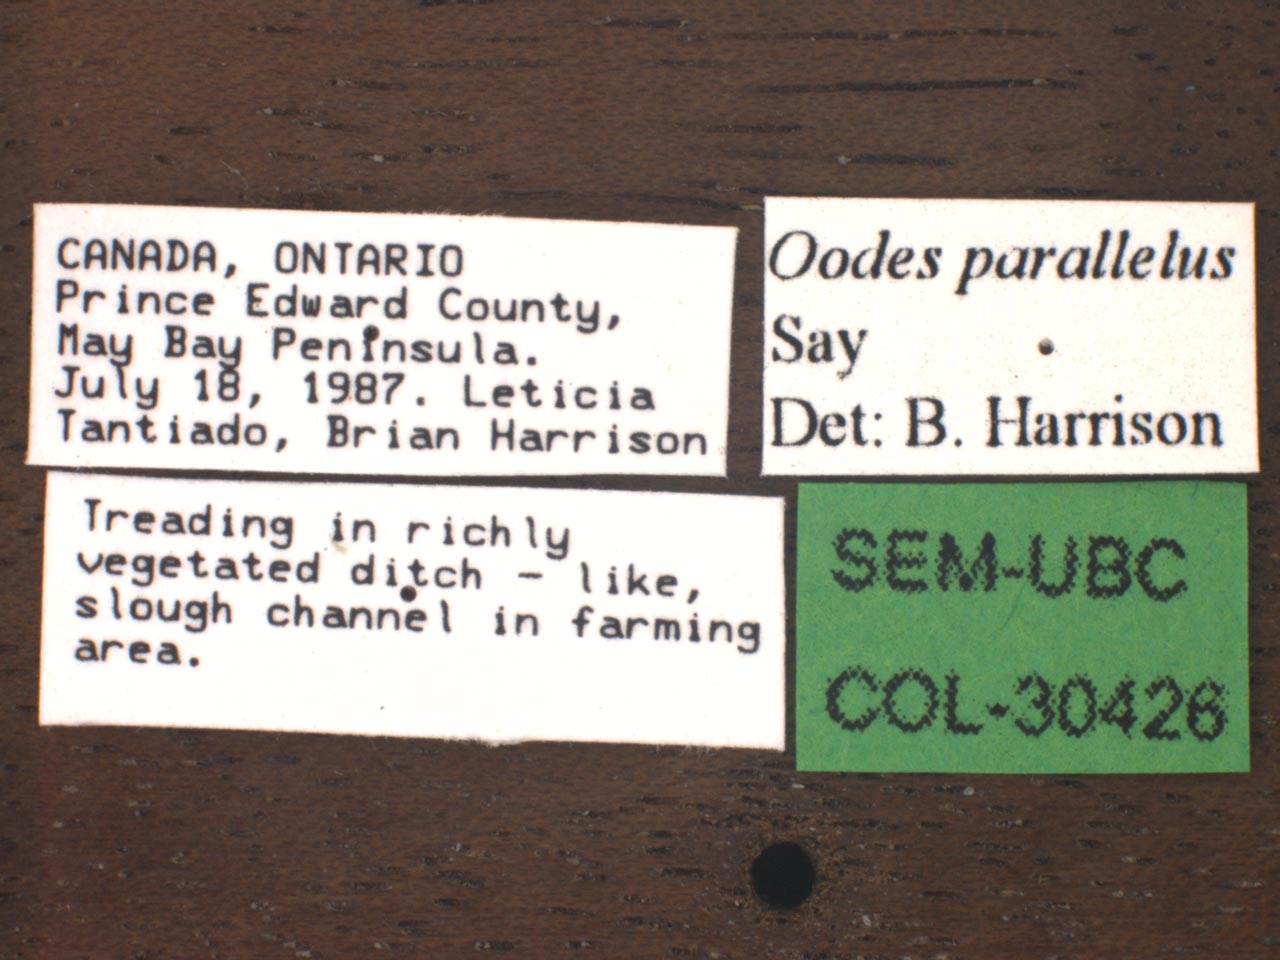 CANADA, ONTARIO
Prince Edward County,
May Bay Peninsula.
July 18, 1987. Leticia
Tantiado, Brian Harrison
Oodes parallelus
Say
Det: B. Harrison
Treading in richly
vegetated ditch - like,
slough channel in farming
area.
SEM-UBC
COL-30426